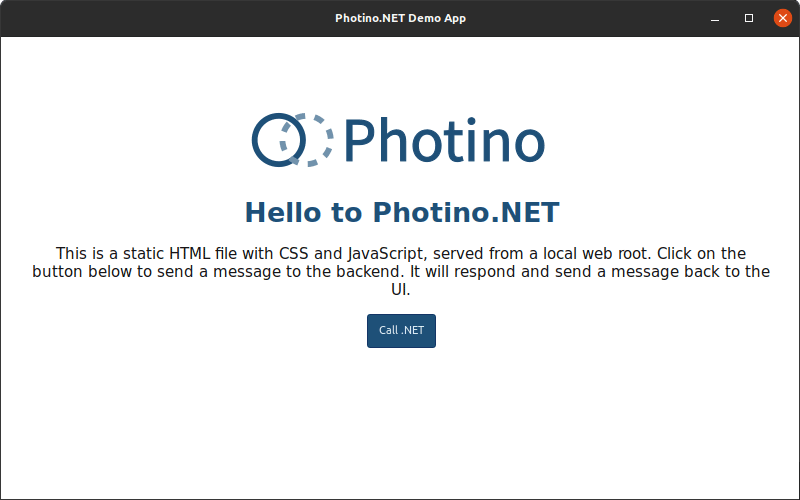 Photino.NET Demo App
Photino
Hello to Photino.NET
This is a static HTML file with CSS and JavaScript, served from a local web root. Click on the
button below to send a message to the backend. It will respond and send a message back to the
UI.
Call .NET